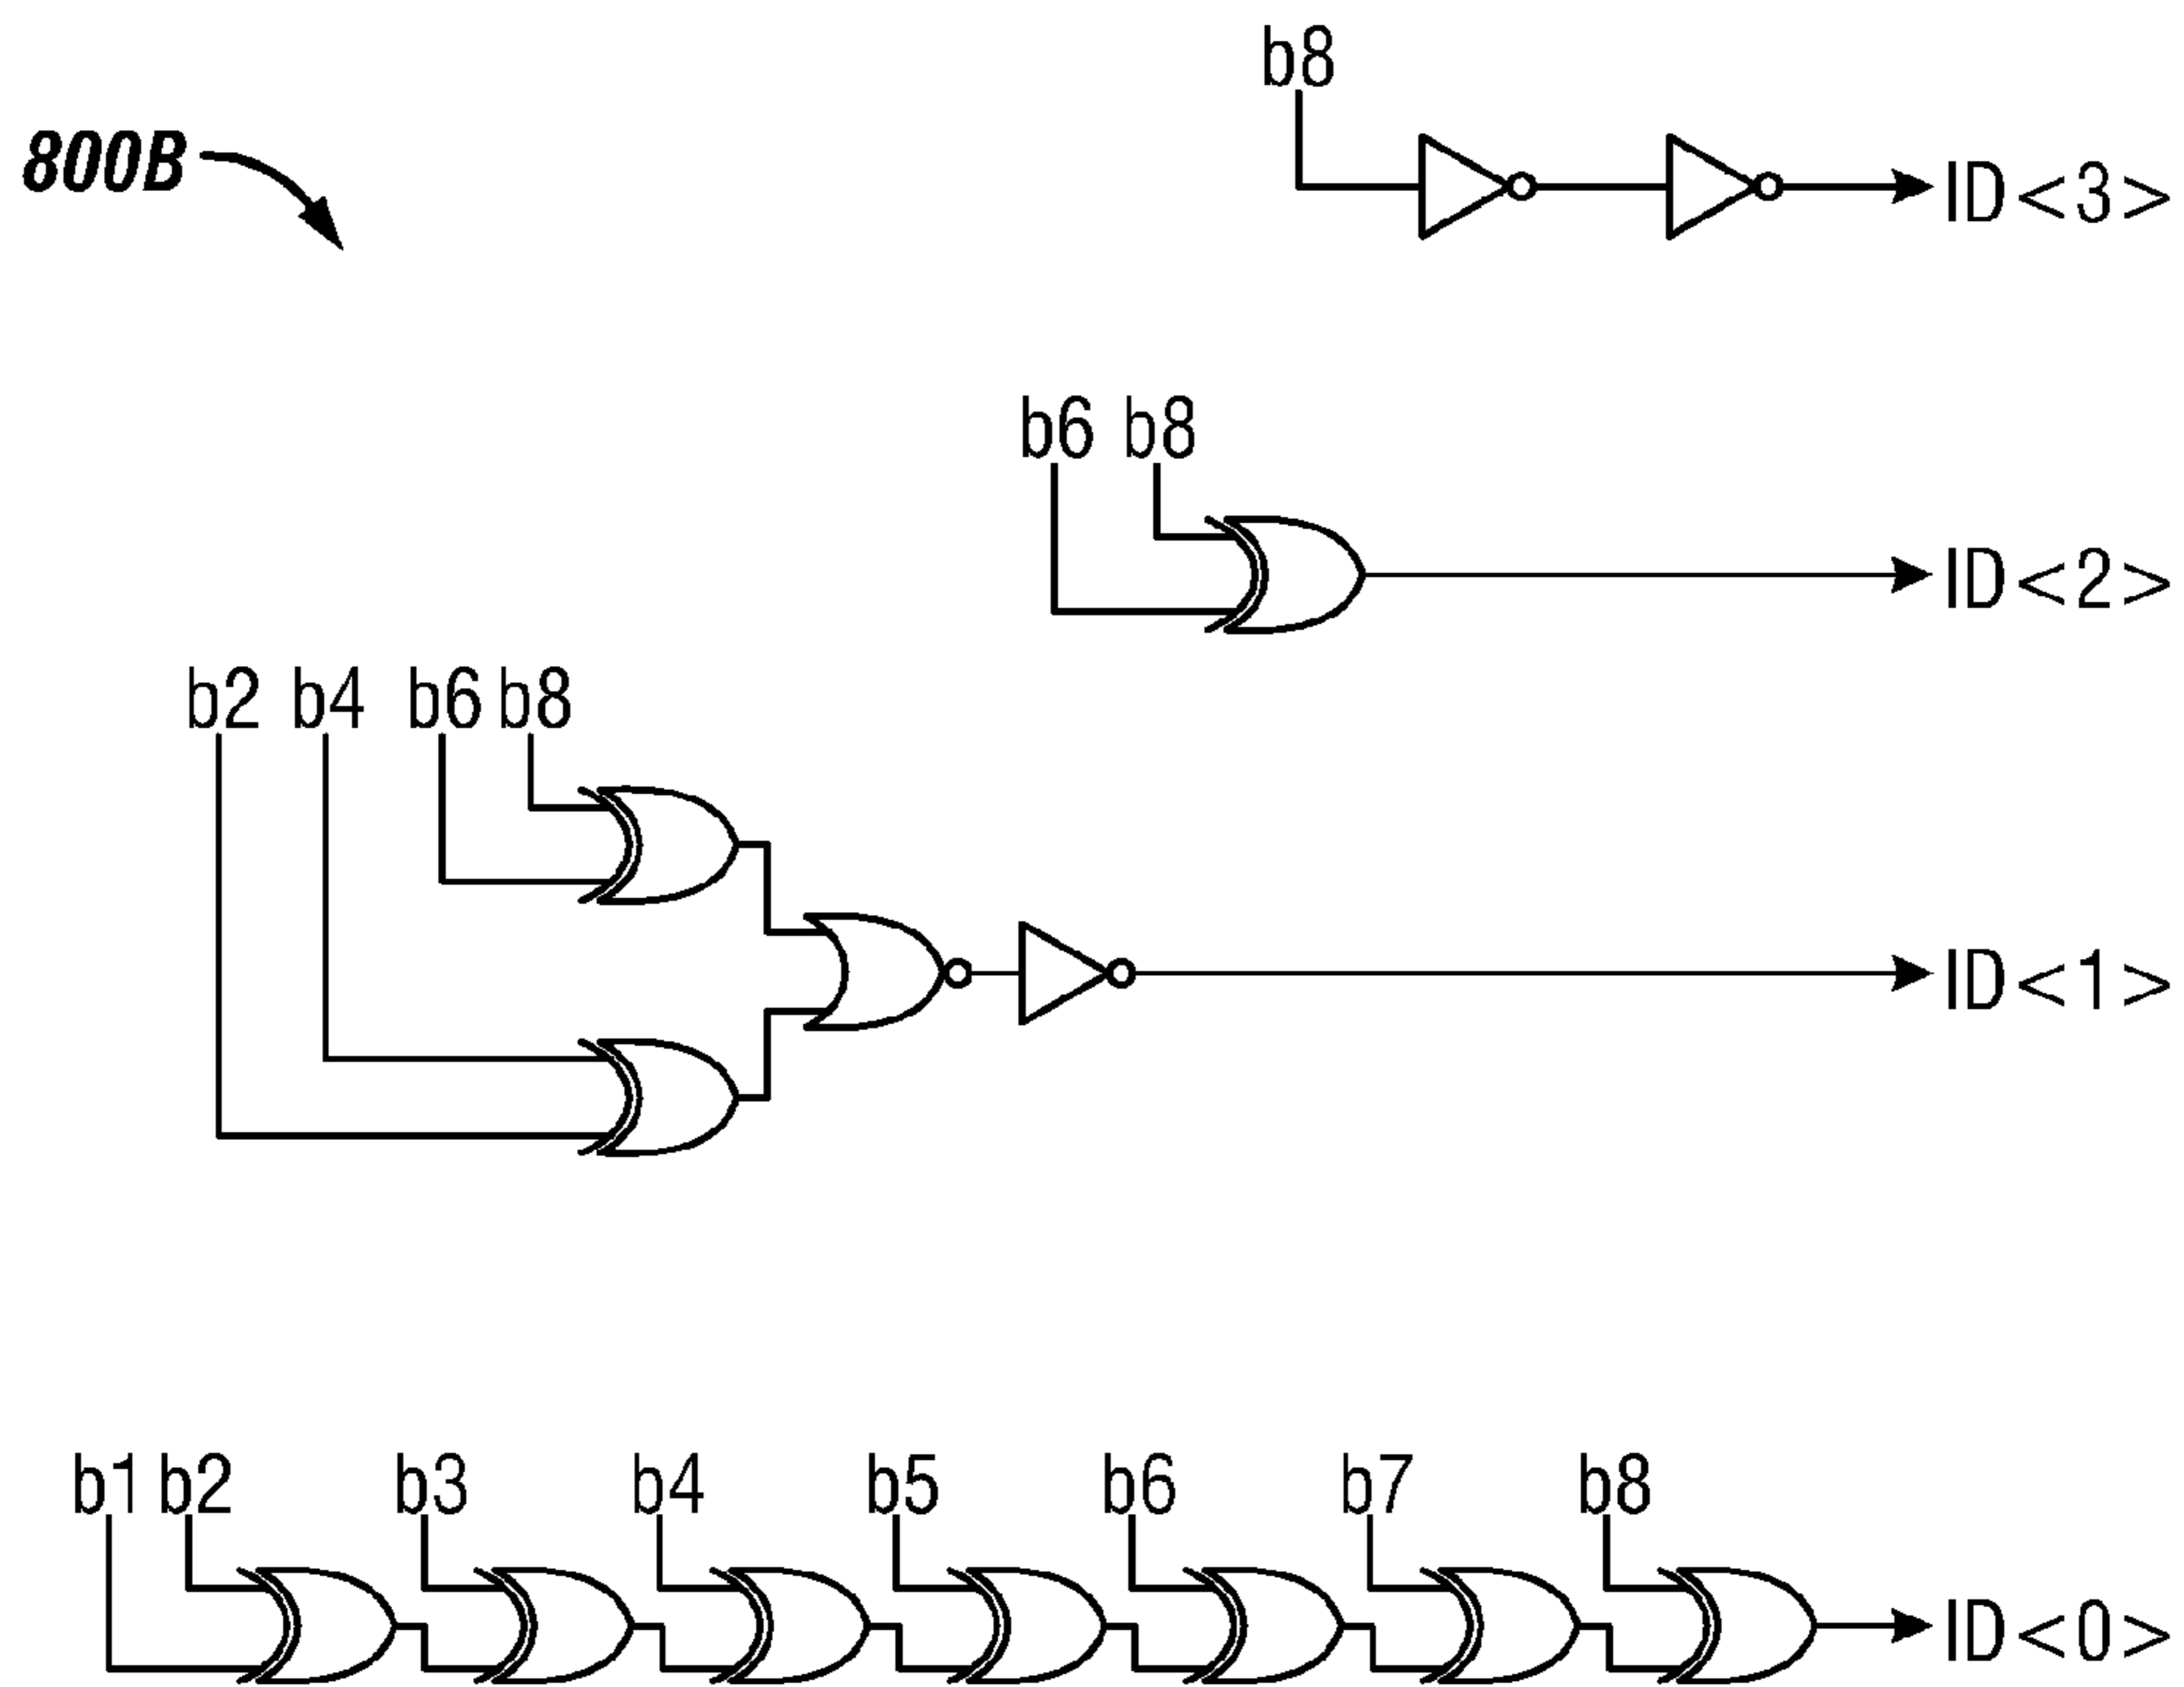 b8
800B
ID<3>
b6 b8
ID<2>
b2 b4 b6 b8
ID<1>
b1 b2 b3 b4 b5 b6 b7 b8
ID<0>